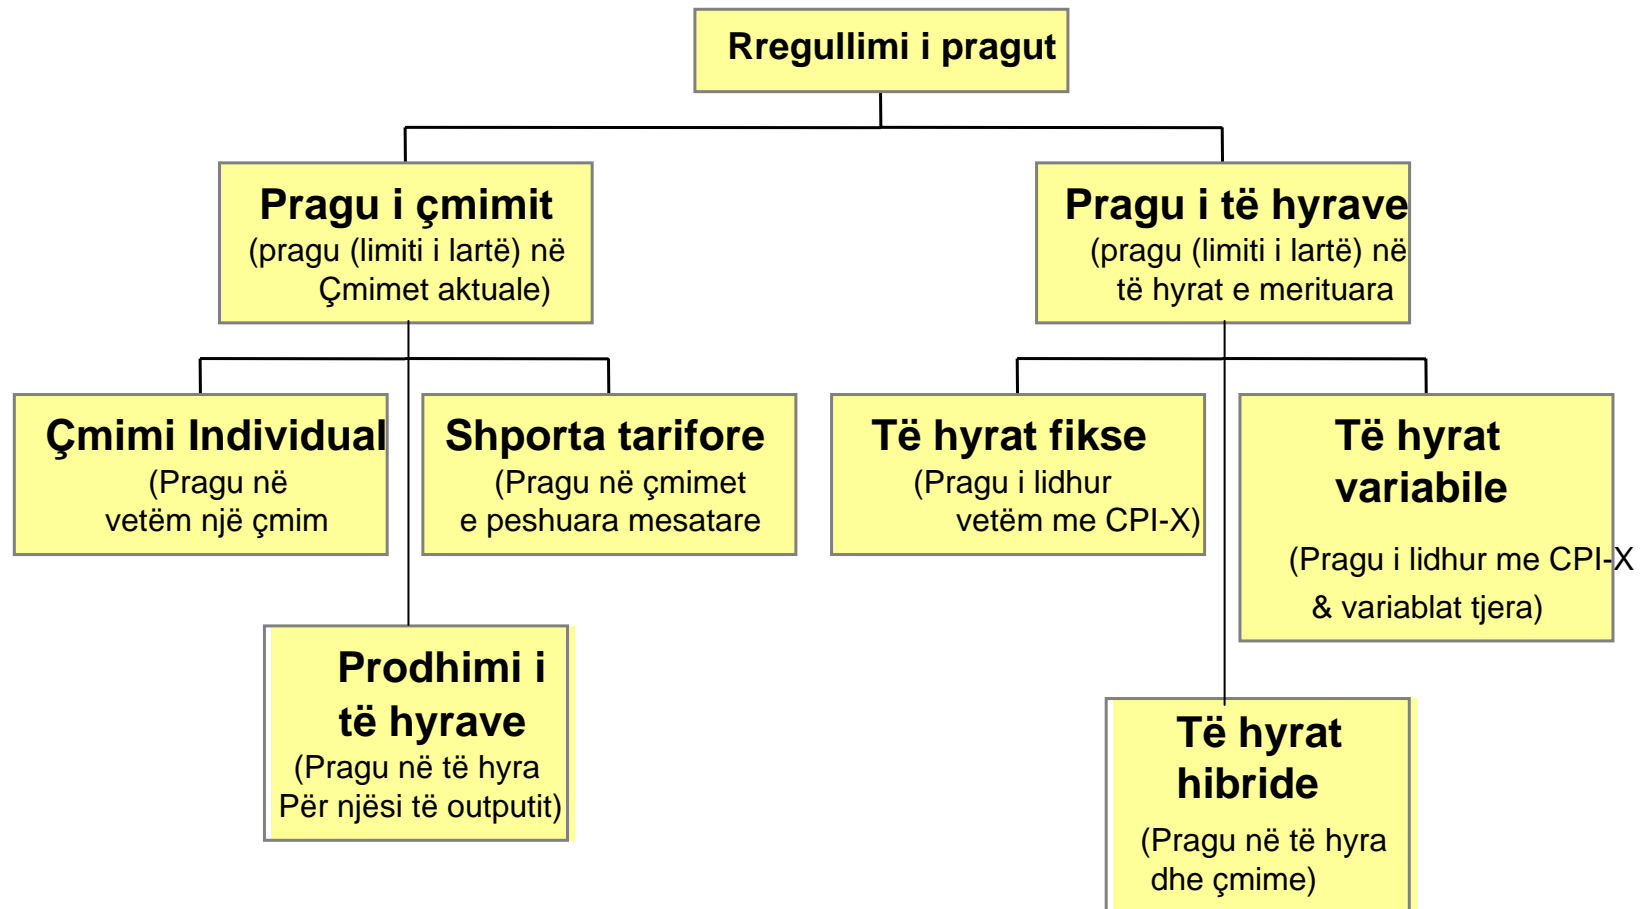 Rregullimi i pragut
Pragu i çmimit
(pragu (limiti i lartë) në
Çmimet aktuale)
Pragu i të hyrave
(pragu (limiti i lartë) në
të hyrat e merituara
Çmimi Individual
(Pragu në
vetëm një çmim
Shporta tarifore
(Pragu në çmimet
e peshuara mesatare
Të hyrat fikse
(Pragu i lidhur
vetëm me CPI-X)
Të hyrat
variabile
(Pragu i lidhur me CPI-X
& variablat tjera)
Prodhimi i
të hyrave
(Pragu në të hyra
Për njësi të outputit)
Të hyrat
hibride
(Pragu në të hyra
dhe çmime)